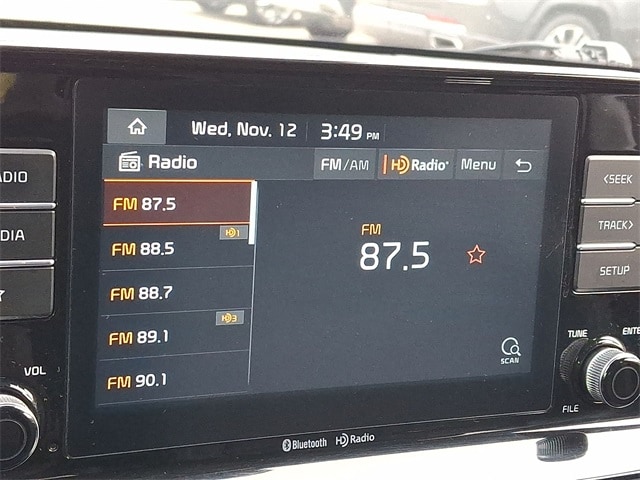 Wed, Nov. 12 3:49 PM
Radio FM/AM HD Radio Menu
FM 87.5
HD1
FM 88.5
FM 88.7
HD3
FM 89.1
FM 90.1
FM
87.5
SCAN
ADIO
DIA
VOL
<SEEK
TRACK>
SETUP
TUNE
ENTE
FILE
Bluetooth HD Radio